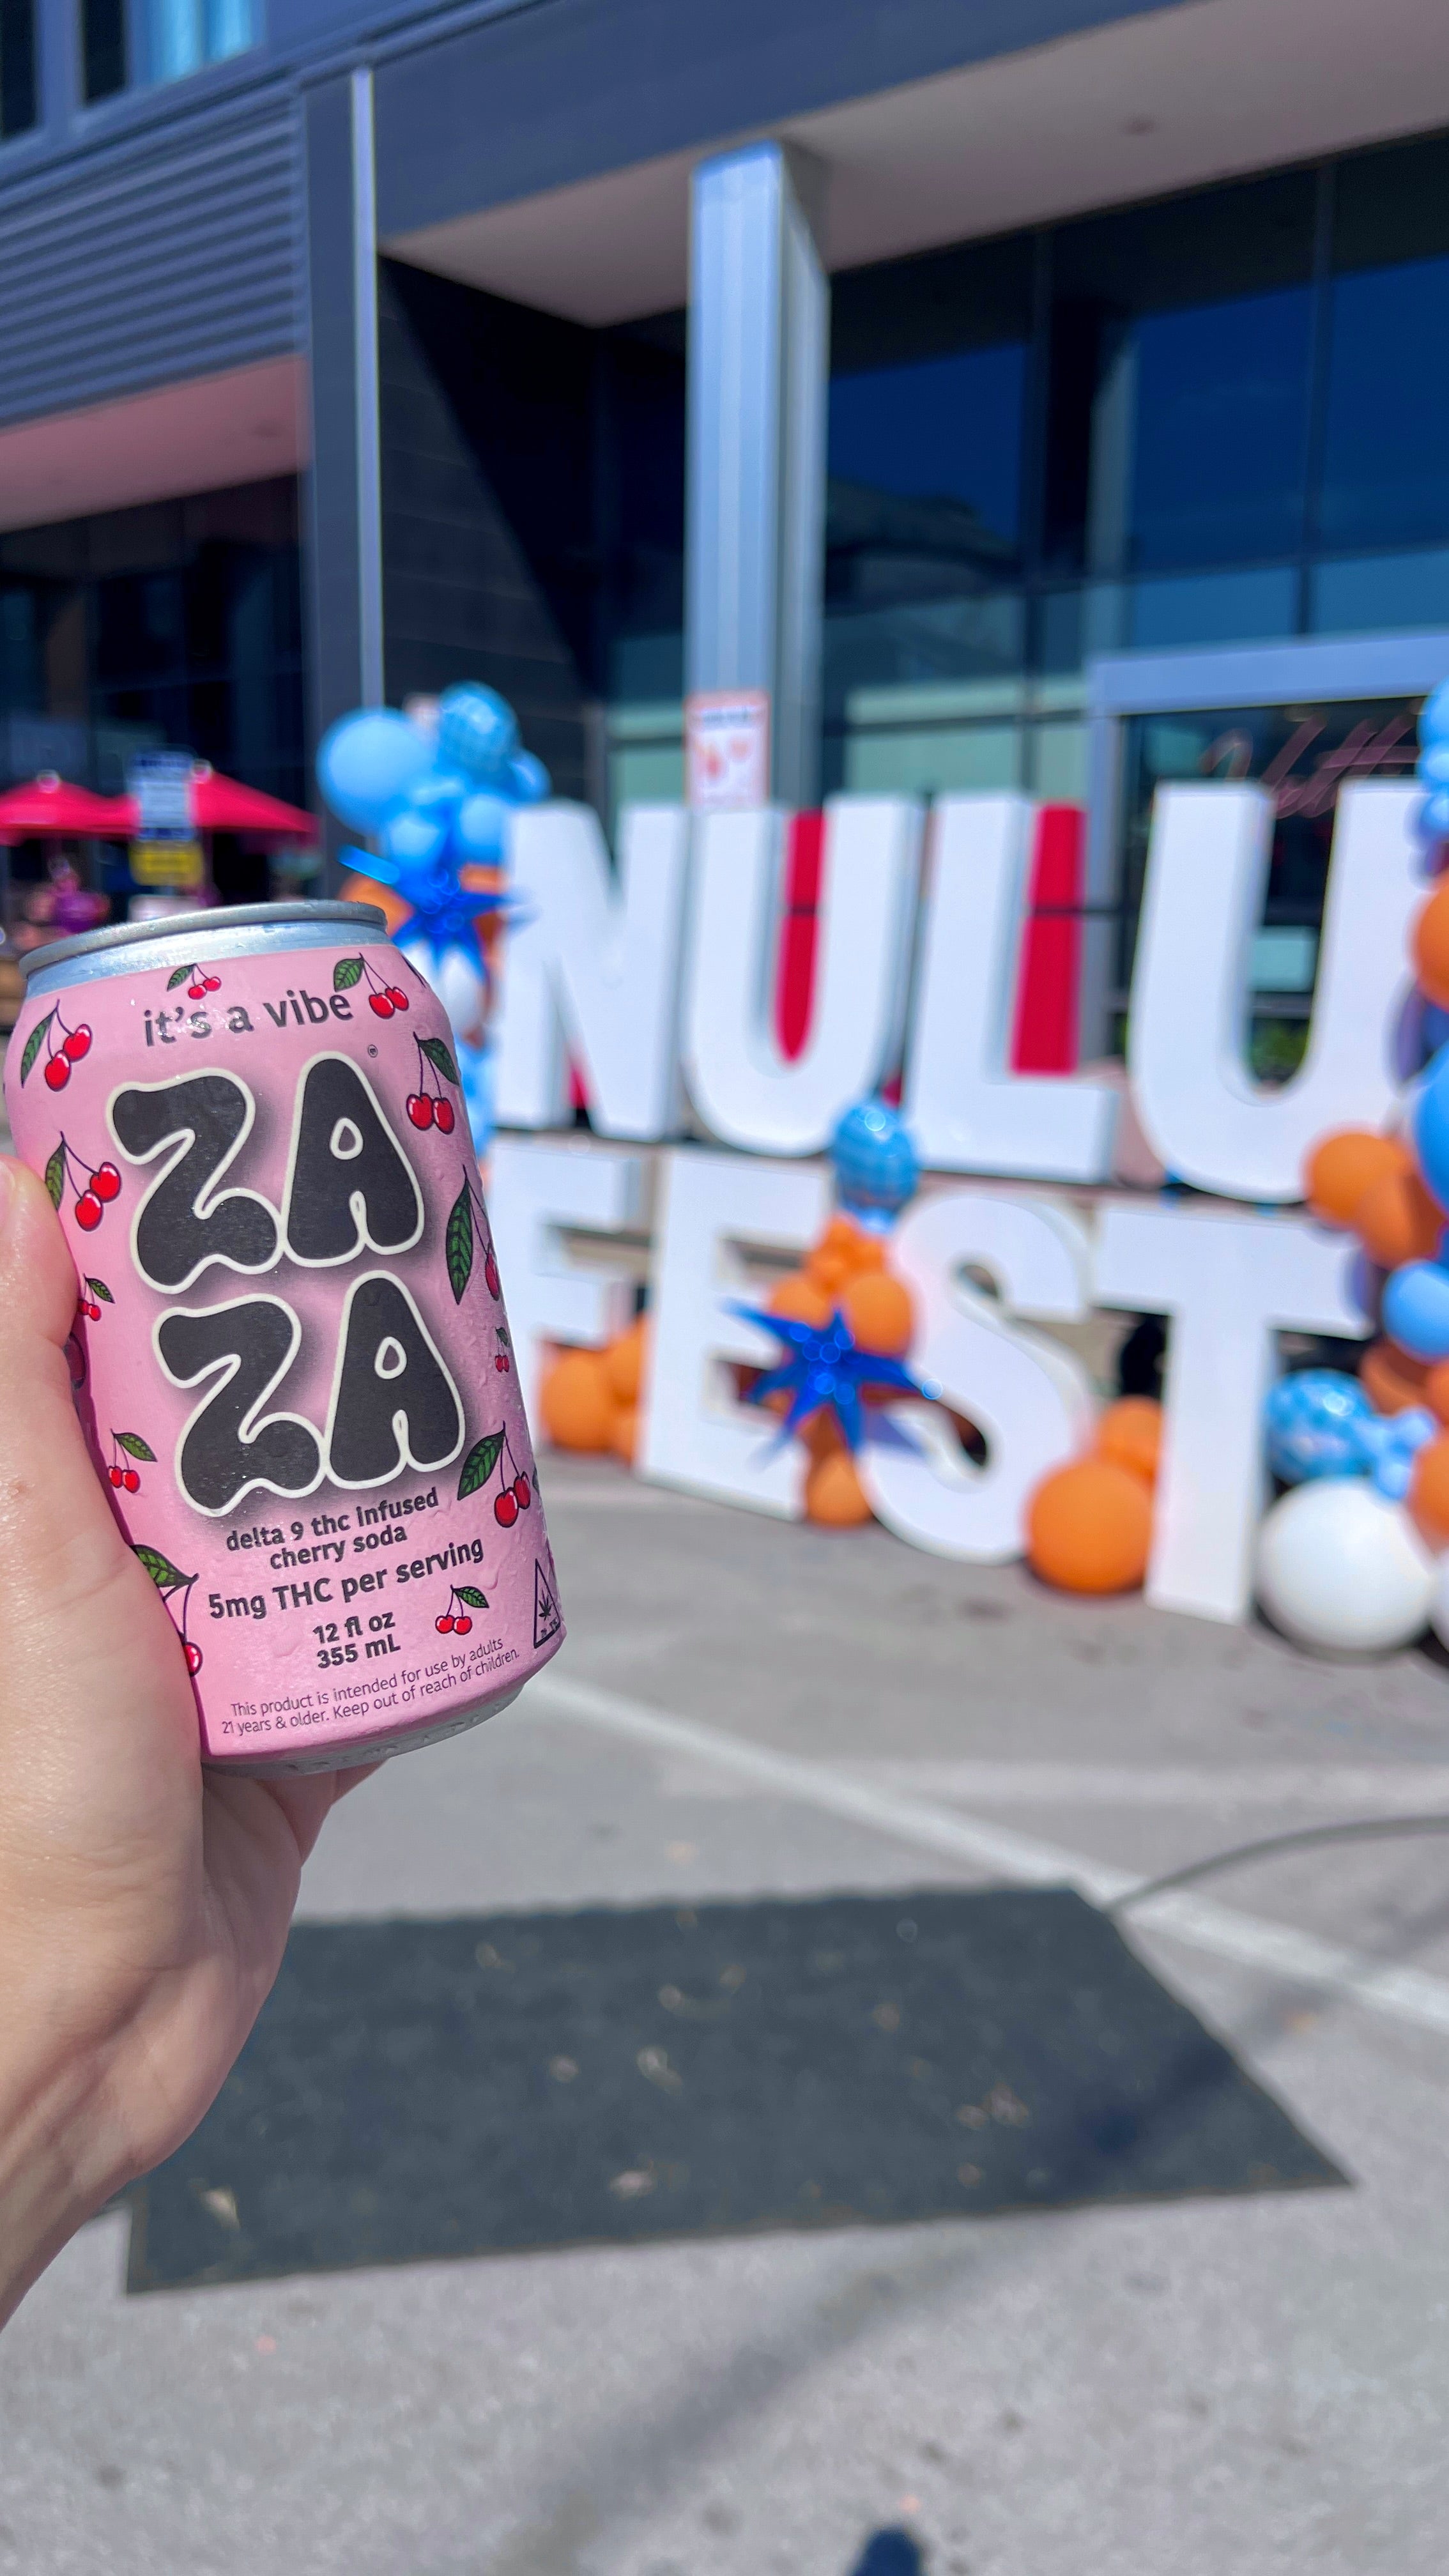 it's a vibe
ZA
ZA
delta 9 thc infused
cherry soda
5mg THC per serving
12 fl oz
355 mL
This product is intended for use by adults
21 years & older. Keep out of reach of children.
NULU
FEST